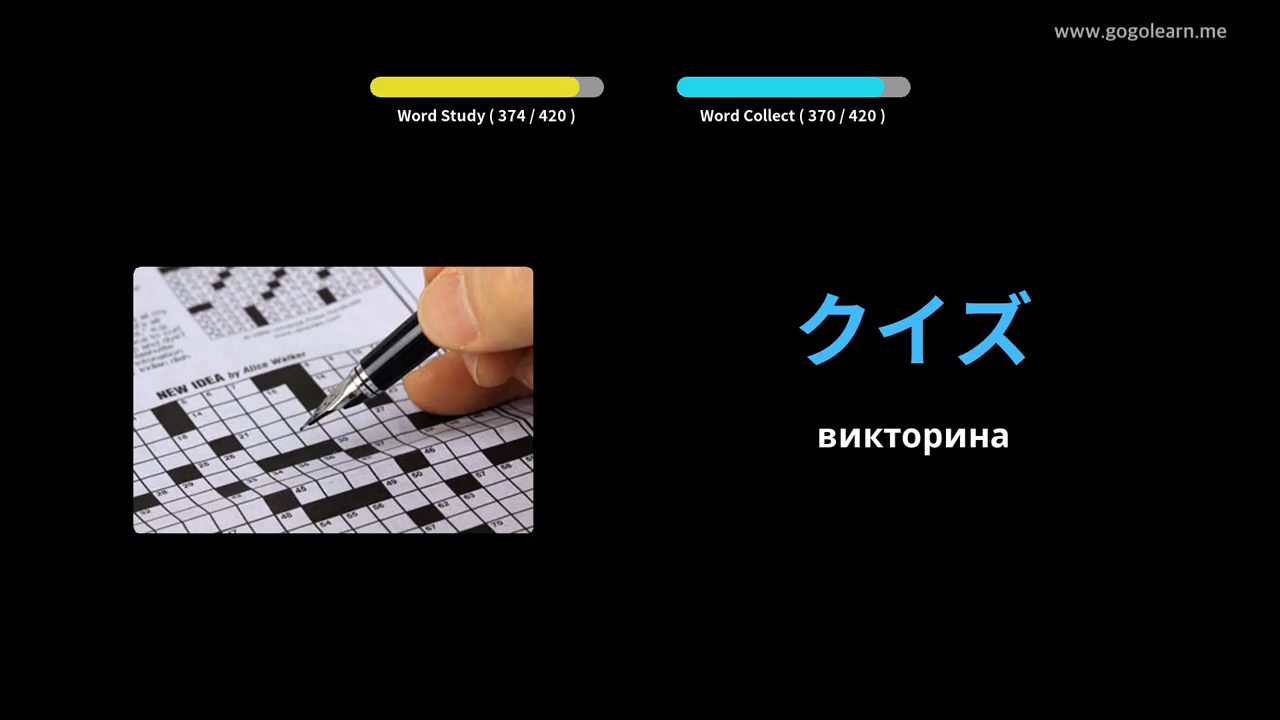 www.gogolearn.me
Word Study ( 374 / 420 )
Word Collect ( 370 / 420 )
NEW IDEA by Alice Walker
クイズ
викторина